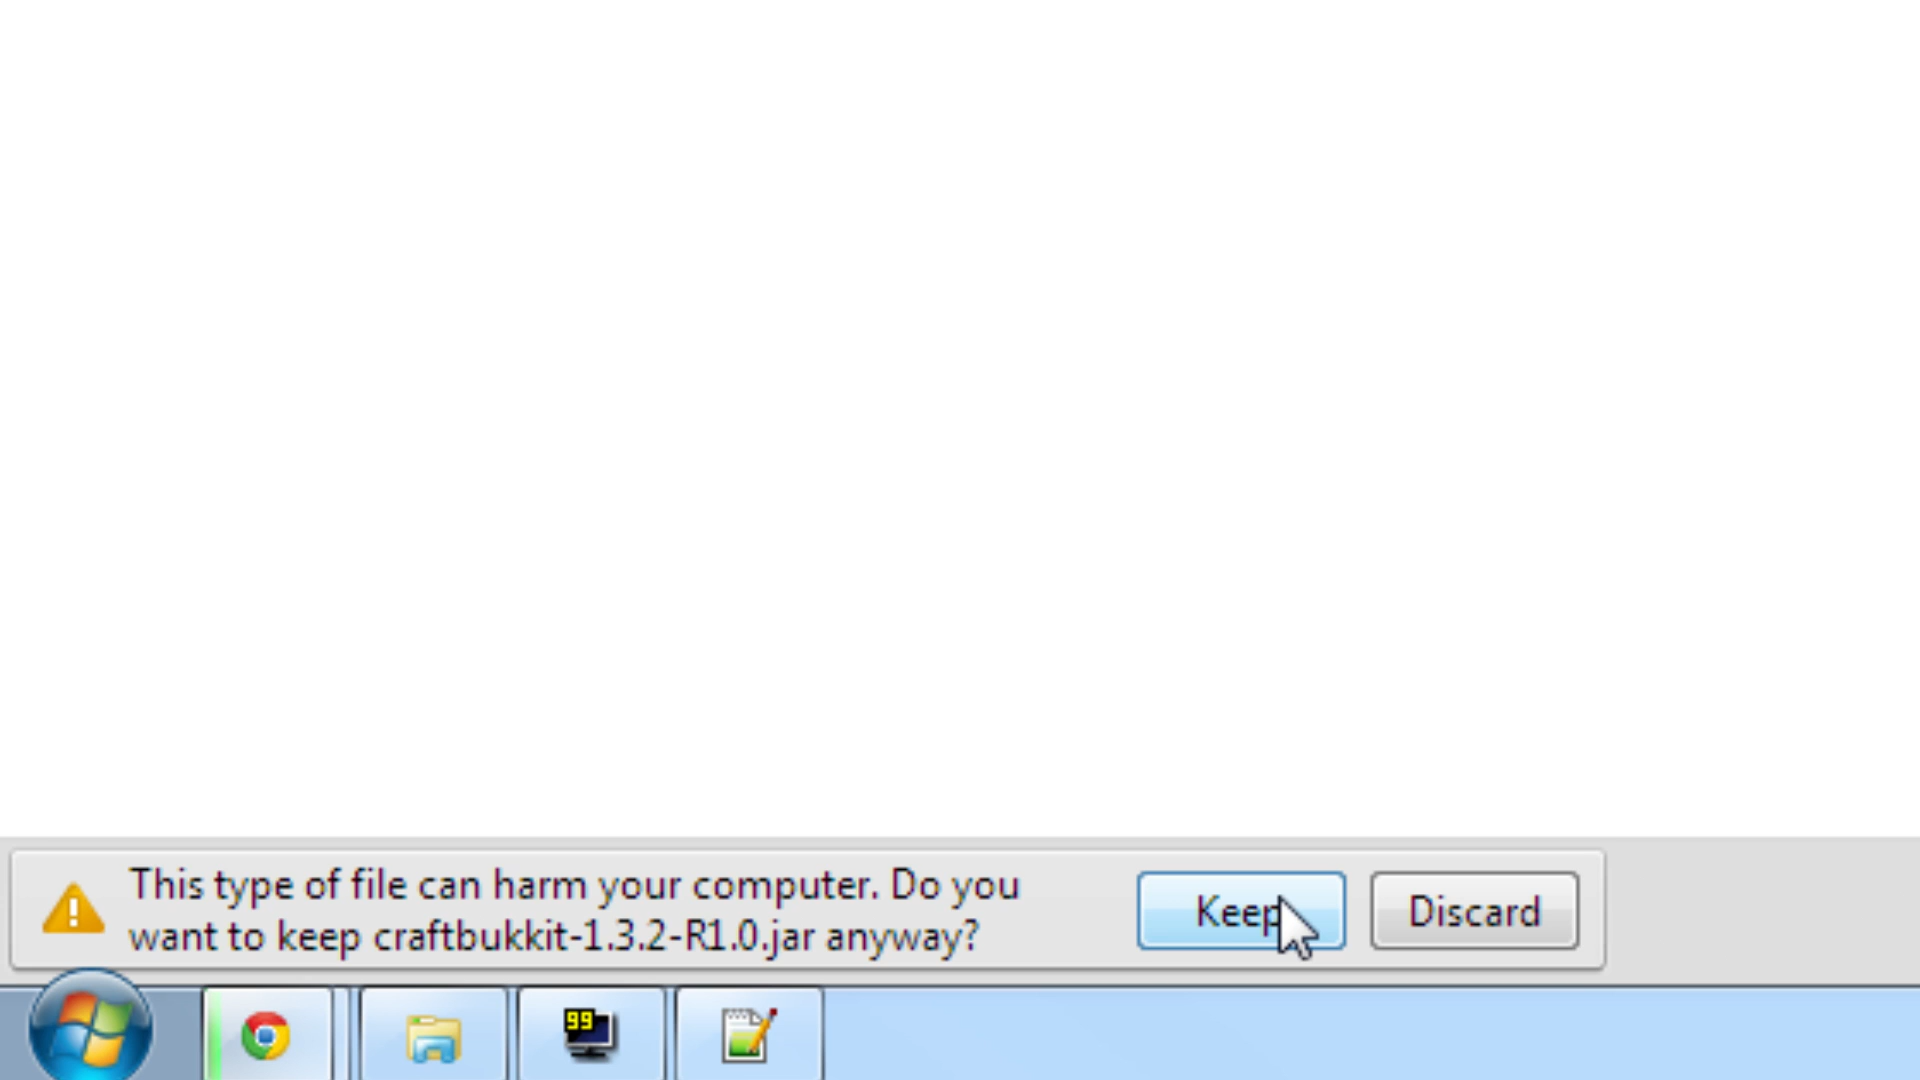 This type of file can harm your computer. Do you
want to keep craftbukkit-1.3.2-R1.0.jar anyway?
Keep
Discard
99